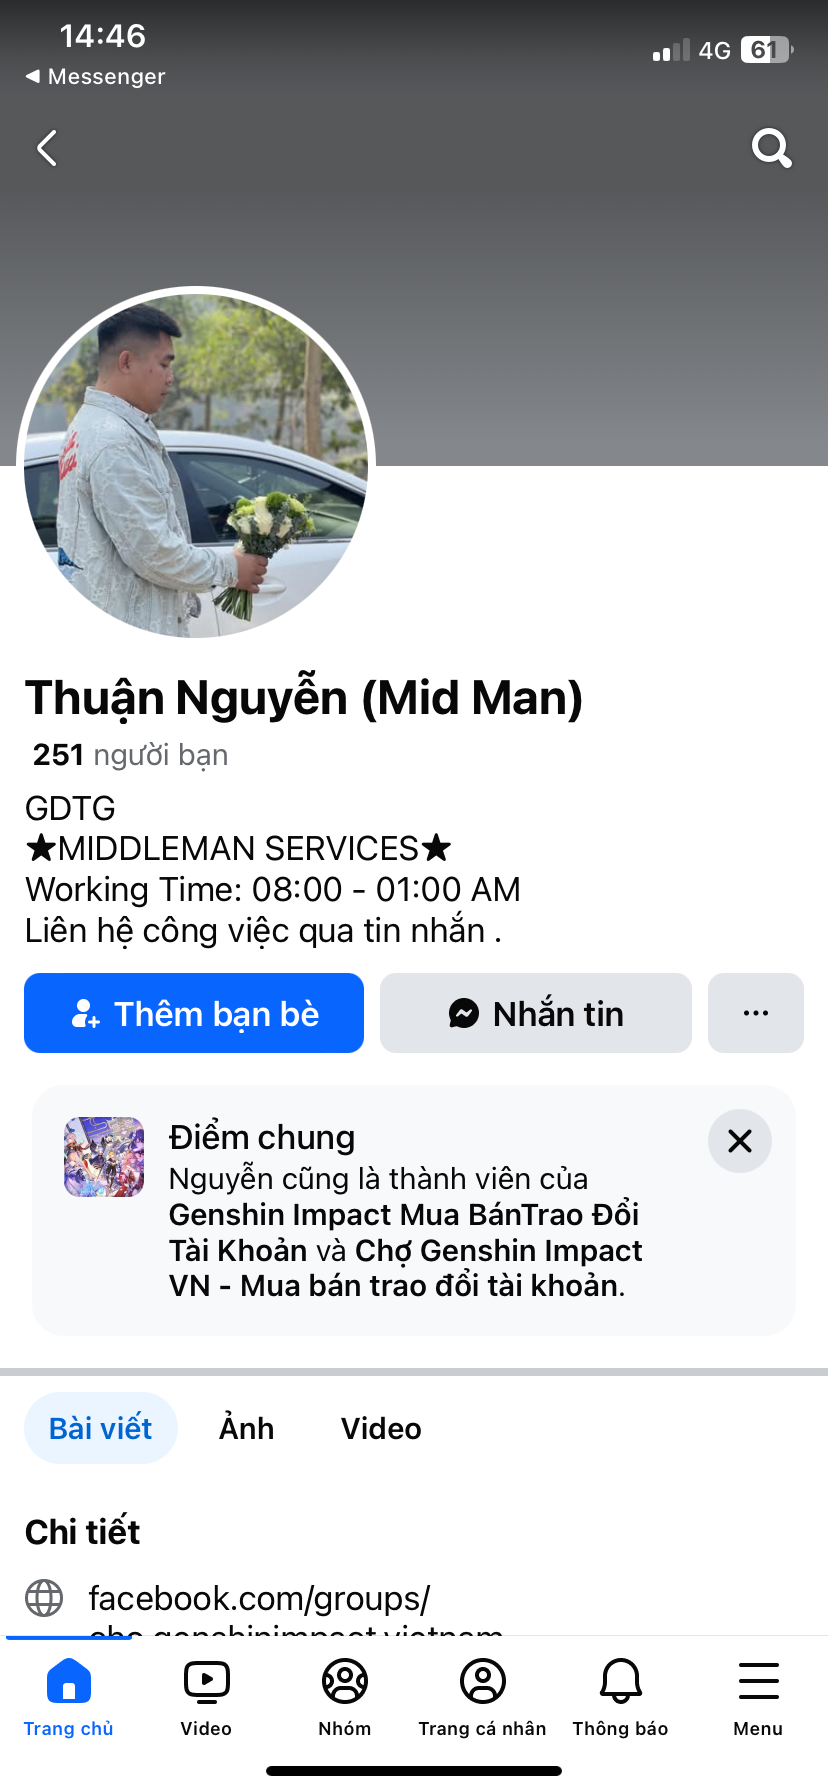 14:46
4G
61
Messenger
Thuận Nguyễn (Mid Man)
251 người bạn
GDTG
★MIDDLEMAN SERVICES★
Working Time: 08:00 - 01:00 AM
Liên hệ công việc qua tin nhắn .
Thêm bạn bè
Nhắn tin
Điểm chung
Nguyễn cũng là thành viên của
Genshin Impact Mua BánTrao Đổi
Tài Khoản và Chợ Genshin Impact
VN - Mua bán trao đổi tài khoản.
Bài viết
Ảnh
Video
Chi tiết
facebook.com/groups/
Trang chủ
Video
Nhóm
Trang cá nhân
Thông báo
Menu